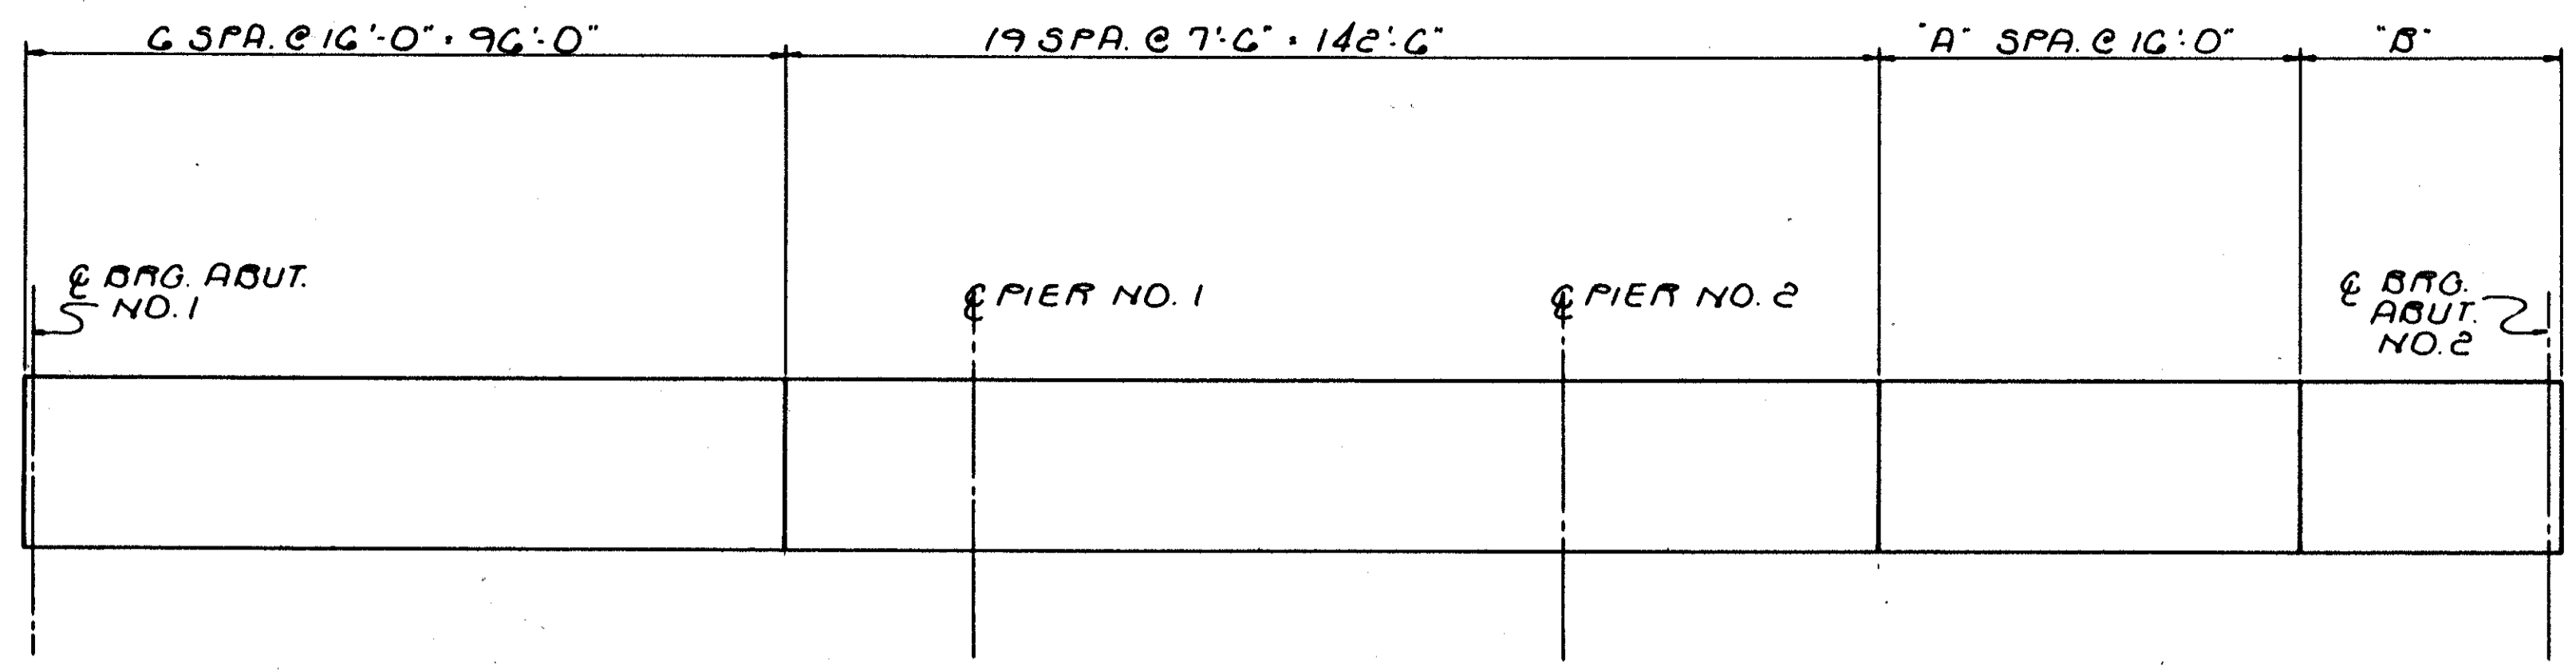 6 SPA. @ 16'-0" = 96'-0"
19 SPA. @ 7'-6" = 142'-6"
"A" SPA. @ 16'-0"
"B"
℄ BRG. ABUT.
NO. 1
℄ PIER NO. 1
℄ PIER NO. 2
℄ BRG.
ABUT.
NO. 2